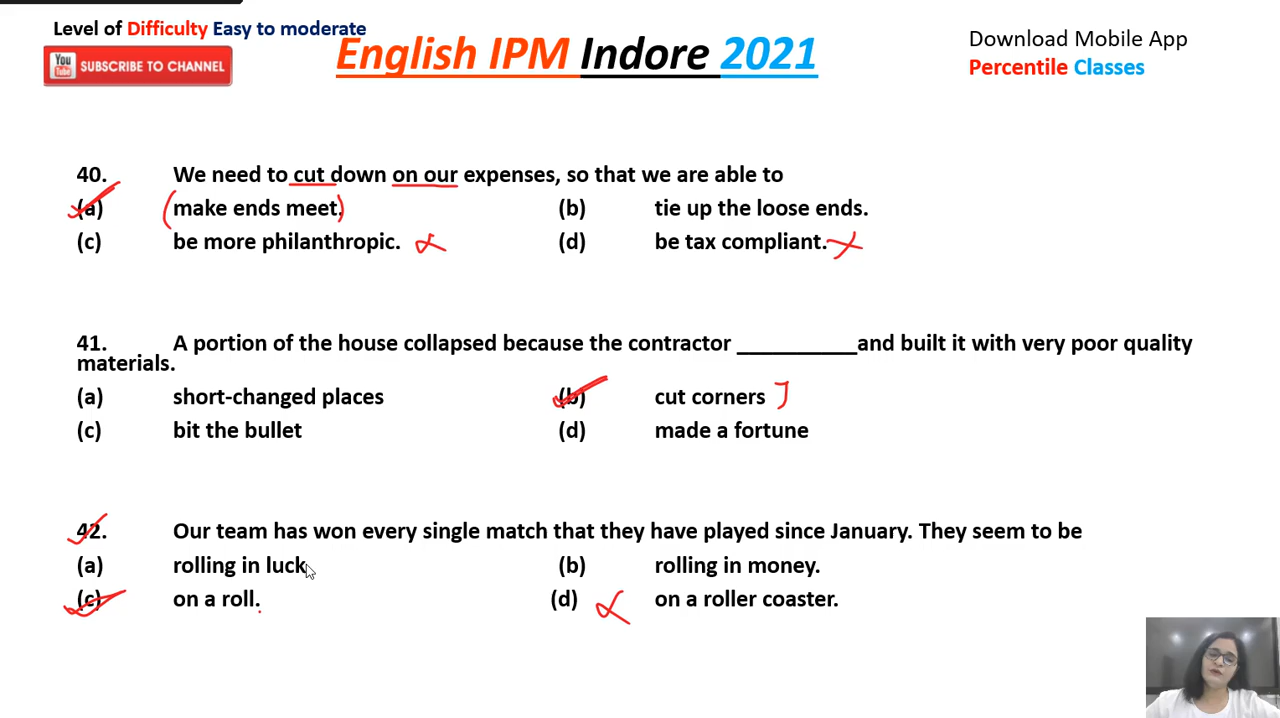 Level of Difficulty Easy to moderate
You Tube SUBSCRIBE TO CHANNEL
English IPM Indore 2021
Download Mobile App
Percentile Classes
40. We need to cut down on our expenses, so that we are able to
(a) make ends meet. (b) tie up the loose ends.
(c) be more philanthropic. (d) be tax compliant.
41. A portion of the house collapsed because the contractor __________and built it with very poor quality
materials.
(a) short-changed places (b) cut corners
(c) bit the bullet (d) made a fortune
42. Our team has won every single match that they have played since January. They seem to be
(a) rolling in luck (b) rolling in money.
(c) on a roll. (d) on a roller coaster.